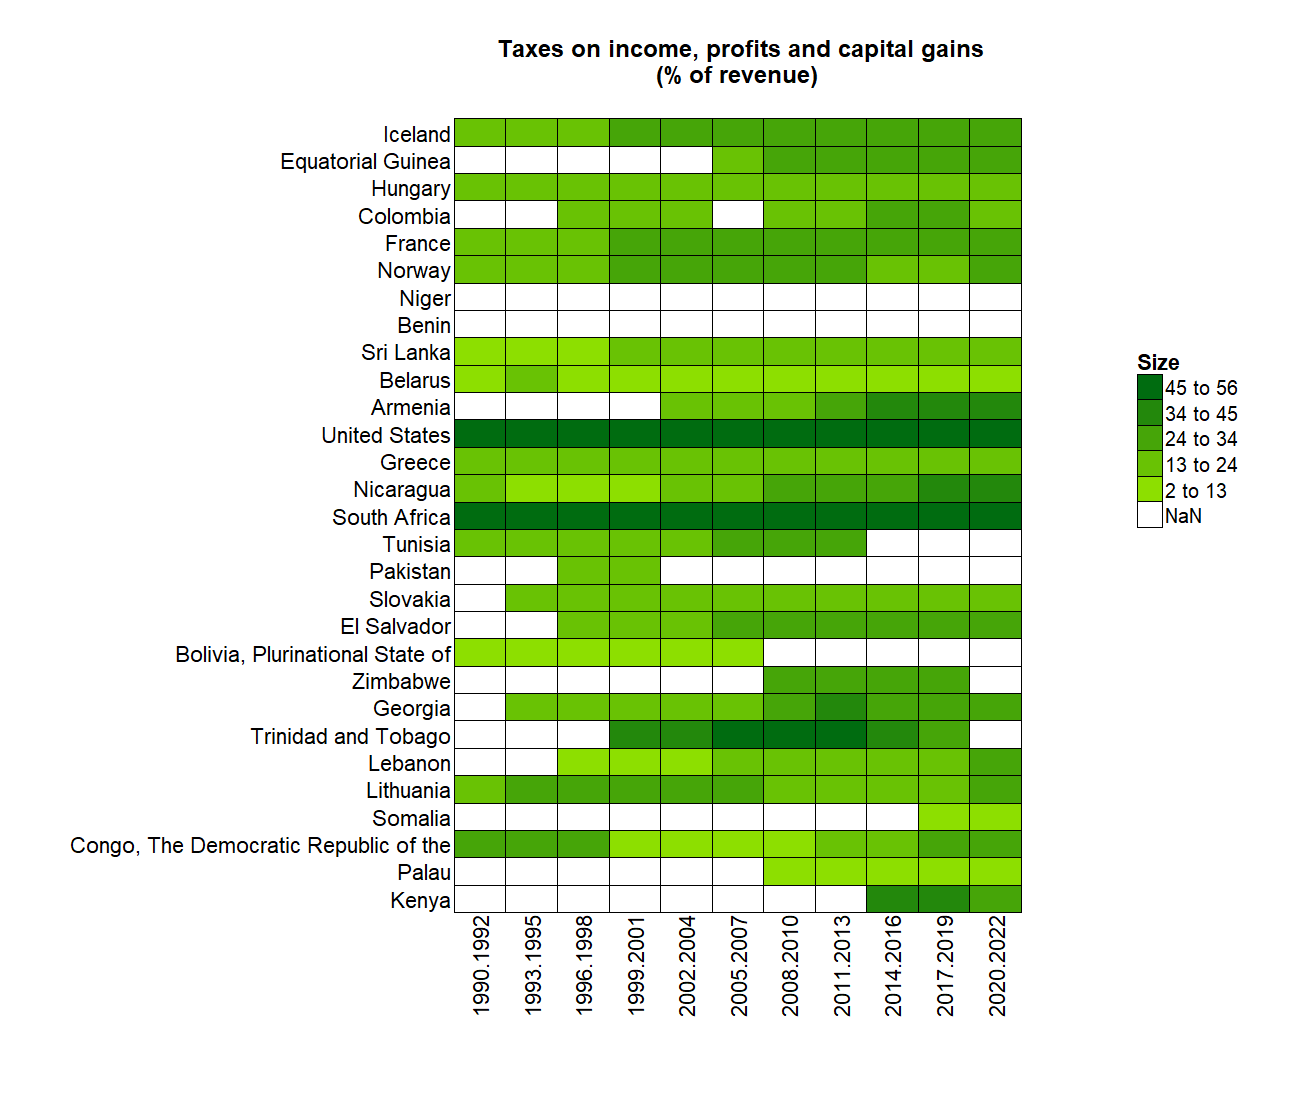 Taxes on income, profits and capital gains
(% of revenue)
Iceland
Equatorial Guinea
Hungary
Colombia
France
Norway
Niger
Benin
Sri Lanka
Belarus
Armenia
United States
Greece
Nicaragua
South Africa
Tunisia
Pakistan
Slovakia
El Salvador
Bolivia, Plurinational State of
Zimbabwe
Georgia
Trinidad and Tobago
Lebanon
Lithuania
Somalia
Congo, The Democratic Republic of the
Palau
Kenya
1990.1992
1993.1995
1996.1998
1999.2001
2002.2004
2005.2007
2008.2010
2011.2013
2014.2016
2017.2019
2020.2022
Size
45 to 56
34 to 45
24 to 34
13 to 24
2 to 13
NaN